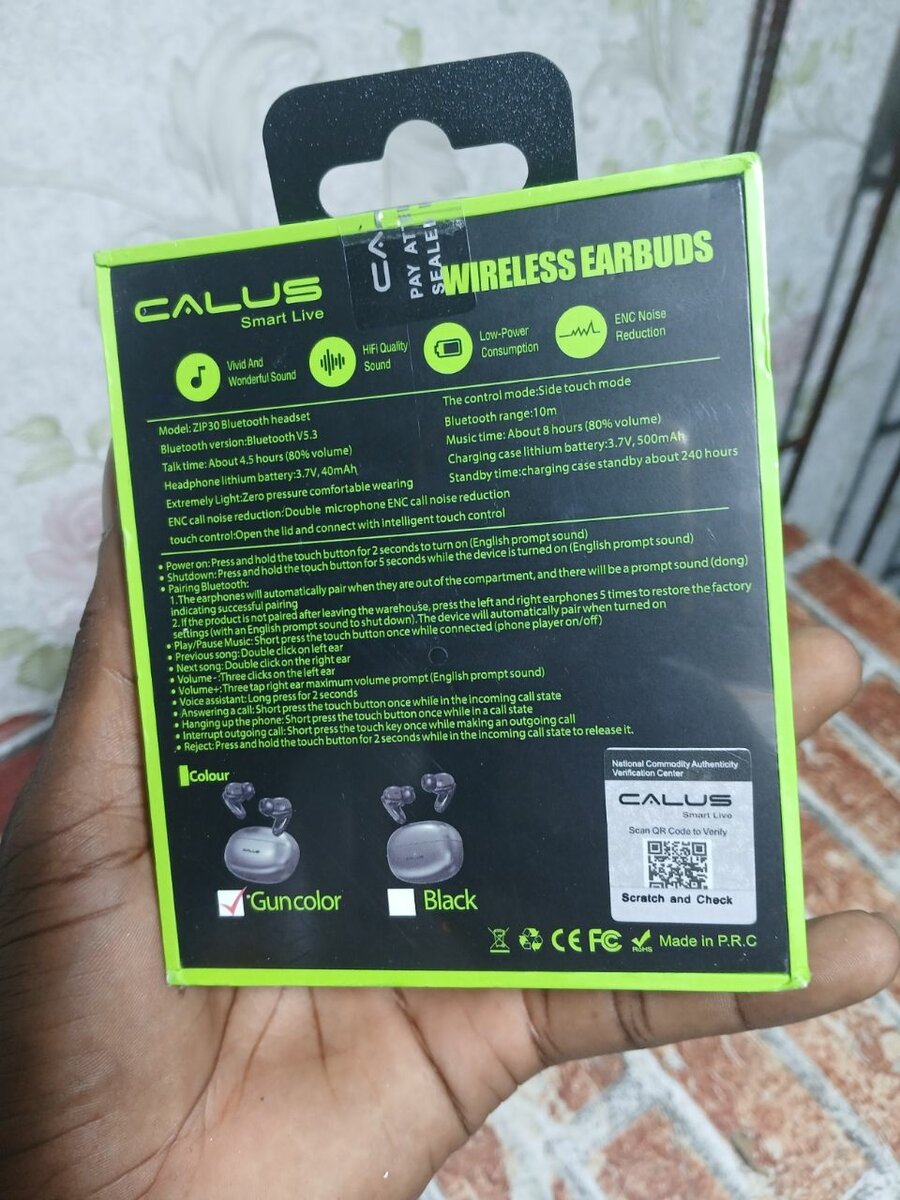 CALUS
Smart Live
CA
PAY AT
SEALED
WIRELESS EARBUDS
Vivid And
Wonderful Sound
HiFi Quality
Sound
Low-Power
Consumption
ENC Noise
Reduction
Model: ZIP30 Bluetooth headset
Bluetooth version:Bluetooth V5.3
Talk time: About 4.5 hours (80% volume)
Headphone lithium battery:3.7V, 40mAh
Extremely Light:Zero pressure comfortable wearing
ENC call noise reduction:Double microphone ENC call noise reduction
touch control:Open the lid and connect with intelligent touch control
The control mode:Side touch mode
Bluetooth range:10m
Music time: About 8 hours (80% volume)
Charging case lithium battery:3.7V, 500mAh
Standby time:charging case standby about 240 hours
• Power on: Press and hold the touch button for 2 seconds to turn on (English prompt sound)
• Shutdown: Press and hold the touch button for 5 seconds while the device is turned on (English prompt sound)
• Pairing Bluetooth:
1.The earphones will automatically pair when they are out of the compartment, and there will be a prompt sound (dong)
indicating successful pairing
2. If the product is not paired after leaving the warehouse, press the left and right earphones 5 times to restore the factory
settings (with an English prompt sound to shut down). The device will automatically pair when turned on
• Play/Pause Music: Short press the touch button once while connected (phone player on/off)
• Previous song: Double click on left ear
• Next song: Double click on the right ear
• Volume - :Three clicks on the left ear
• Volume+: Three tap right ear maximum volume prompt (English prompt sound)
• Voice assistant: Long press for 2 seconds
• Answering a call: Short press the touch button once while in the incoming call state
• Hanging up the phone: Short press the touch button once while in a call state
• Interrupt outgoing call: Short press the touch key once while making an outgoing call
• Reject: Press and hold the touch button for 2 seconds while in the incoming call state to release it.
Colour
CALUS
CALUS
Guncolor
Black
National Commodity Authenticity
Verification Center
CALUS
Smart Live
Scan QR Code to Verify
Scratch and Check
CE FC RoHS Made in P.R.C